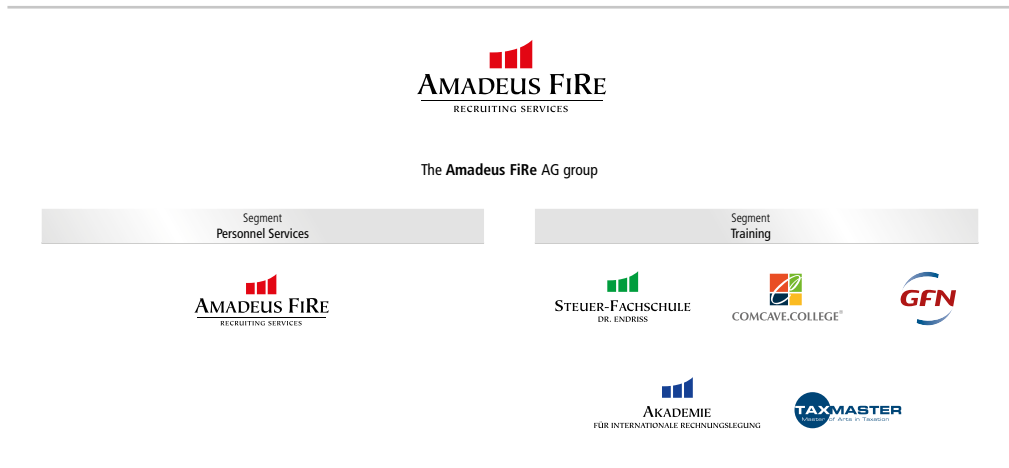 AMADEUS FIRE
RECRUITING SERVICES
The Amadeus FiRe AG group
Segment
Personnel Services
Segment
Training
AMADEUS FIRE
RECRUITING SERVICES
STEUER-FACHSCHULE
DR. ENDRISS
COMCAVE.COLLEGE®
GFN
AKADEMIE
FÜR INTERNATIONALE RECHNUNGSLEGUNG
TAXMASTER
Master of Arts in Taxation